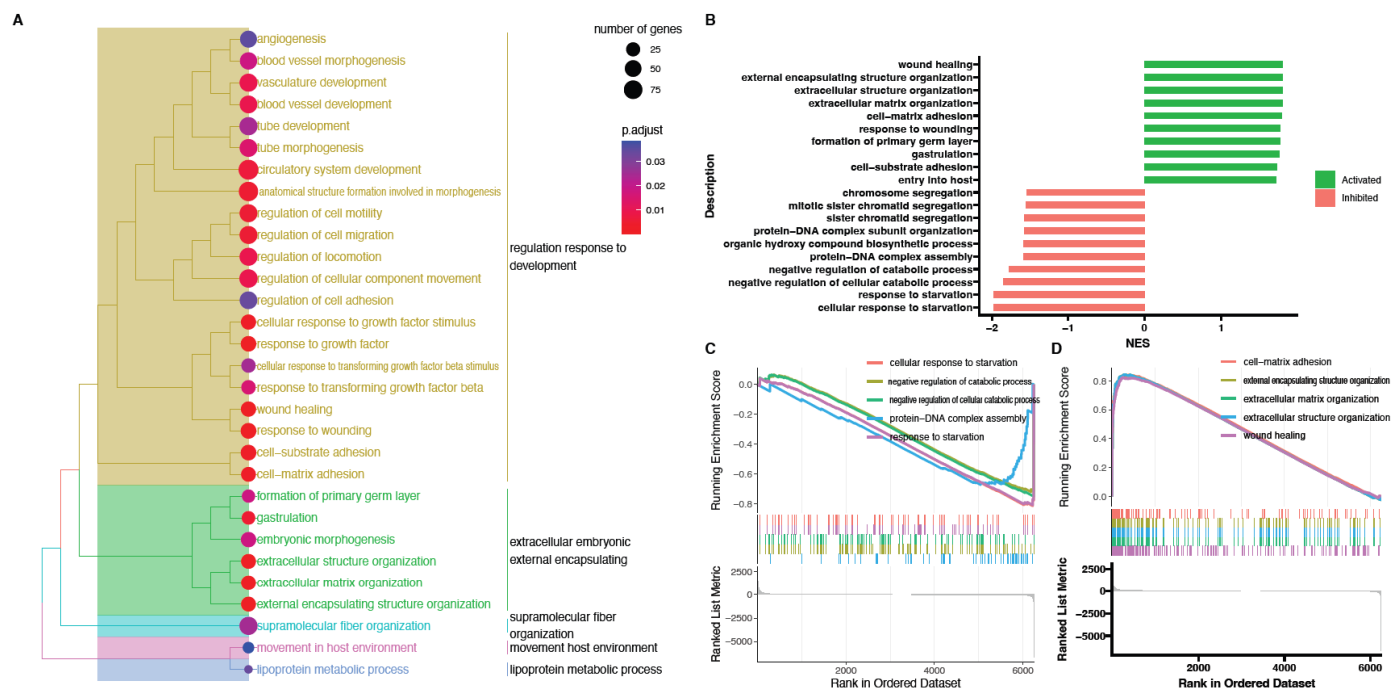 A
angiogenesis
blood vessel morphogenesis
vasculature development
blood vessel development
tube development
tube morphogenesis
circulatory system development
anatomical structure formation involved in morphogenesis
regulation of cell motility
regulation of cell migration
regulation of locomotion
regulation of cellular component movement
regulation of cell adhesion
cellular response to growth factor stimulus
response to growth factor
cellular response to transforming growth factor beta stimulus
response to transforming growth factor beta
wound healing
response to wounding
cell-substrate adhesion
cell-matrix adhesion
formation of primary germ layer
gastrulation
embryonic morphogenesis
extracellular structure organization
extracellular matrix organization
external encapsulating structure organization
supramolecular fiber organization
movement in host environment
lipoprotein metabolic process
regulation response to
development
extracellular embryonic
external encapsulating
supramolecular fiber
organization
movement host environment
lipoprotein metabolic process
number of genes
25
50
75
p.adjust
0.03
0.02
0.01
B
Description
wound healing
external encapsulating structure organization
extracellular structure organization
extracellular matrix organization
cell-matrix adhesion
response to wounding
formation of primary germ layer
gastrulation
cell-substrate adhesion
entry into host
chromosome segregation
mitotic sister chromatid segregation
sister chromatid segregation
protein-DNA complex subunit organization
organic hydroxy compound biosynthetic process
protein-DNA complex assembly
negative regulation of catabolic process
negative regulation of cellular catabolic process
response to starvation
cellular response to starvation
−2 −1 0 1
NES
Activated
Inhibited
C
Running Enrichment Score
0.0
−0.2
−0.4
−0.6
−0.8
cellular response to starvation
negative regulation of catabolic process
negative regulation of cellular catabolic process
protein-DNA complex assembly
response to starvation
Ranked List Metric
2500
0
−2500
−5000
2000 4000 6000
Rank in Ordered Dataset
D
Running Enrichment Score
0.8
0.6
0.4
0.2
0.0
cell-matrix adhesion
external encapsulating structure organization
extracellular matrix organization
extracellular structure organization
wound healing
Ranked List Metric
2500
0
−2500
−5000
2000 4000 6000
Rank in Ordered Dataset